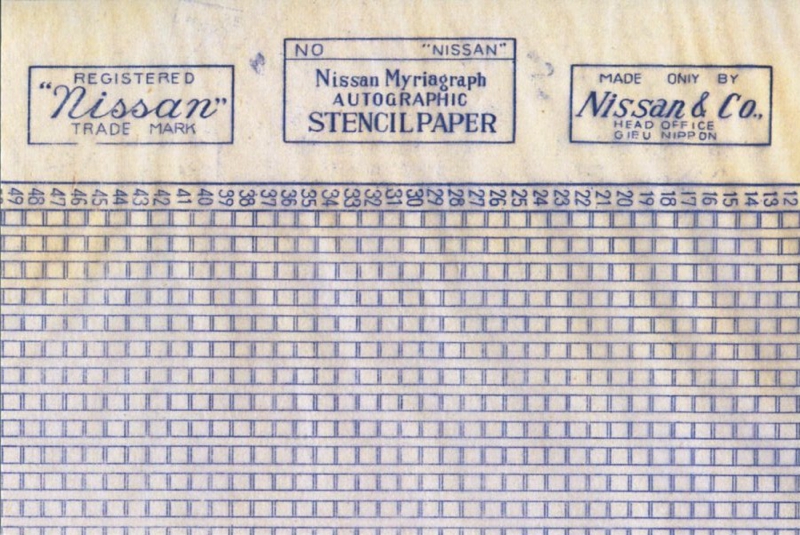 REGISTERED
"Nissan"
TRADE MARK
NO "NISSAN"
Nissan Myriagraph
AUTOGRAPHIC
STENCILPAPER
MADE ONIY BY
Nissan & Co.,
HEAD OFFICE
GIFU NIPPON
49 48 47 46 45 44 43 42 41 40 39 38 37 36 35 34 33 32 31 30 29 28 27 26 25 24 23 22 21 20 19 18 17 16 15 14 13 12